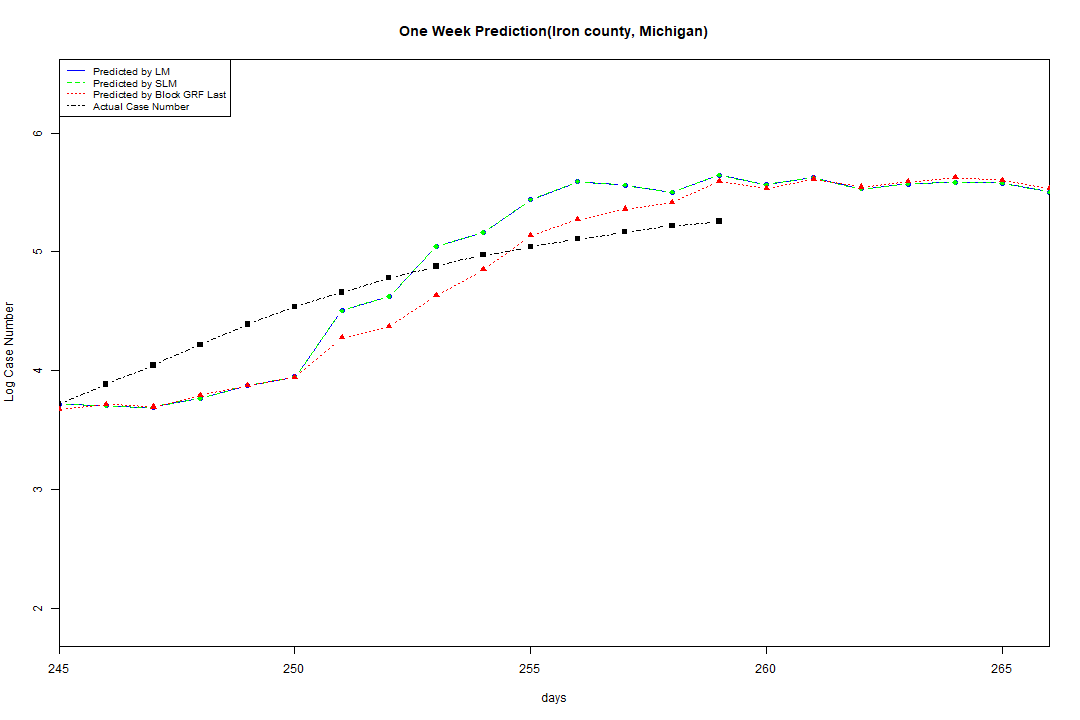 One Week Prediction(Iron county, Michigan)
Predicted by LM
Predicted by SLM
Predicted by Block GRF Last
Actual Case Number
6
5
4
3
2
Log Case Number
245 250 255 260 265
days